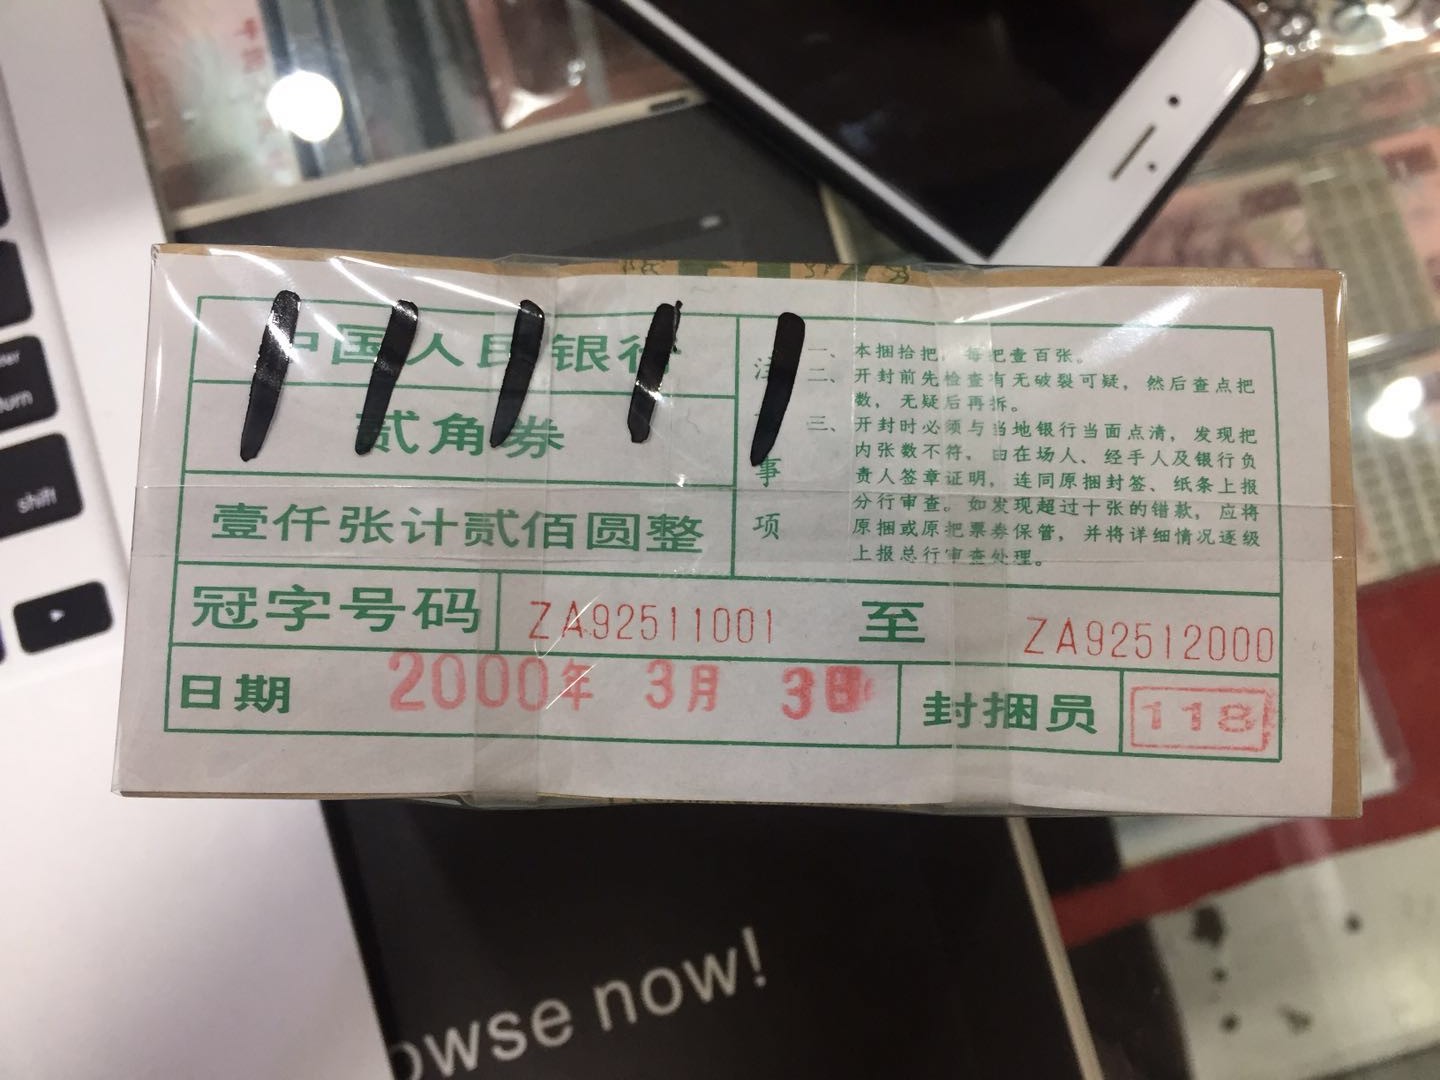 11111
中国人民银行
贰角券
壹仟张计贰佰圆整
注
事
项
一、本捆拾把，每把壹百张。
二、开封前先检查有无破裂可疑，然后查点把
数，无疑后再拆。
三、开封时必须与当地银行当面点清，发现把
内张数不符，由在场人、经手人及银行负
责人签章证明，连同原捆封签、纸条上报
分行审查。如发现超过十张的错款，应将
原捆或原把票券保管，并将详细情况逐级
上报总行审查处理。
冠字号码 ZA92511001 至 ZA92512000
日期 2000年 3月 3日 封捆员 118
shift
owse now!